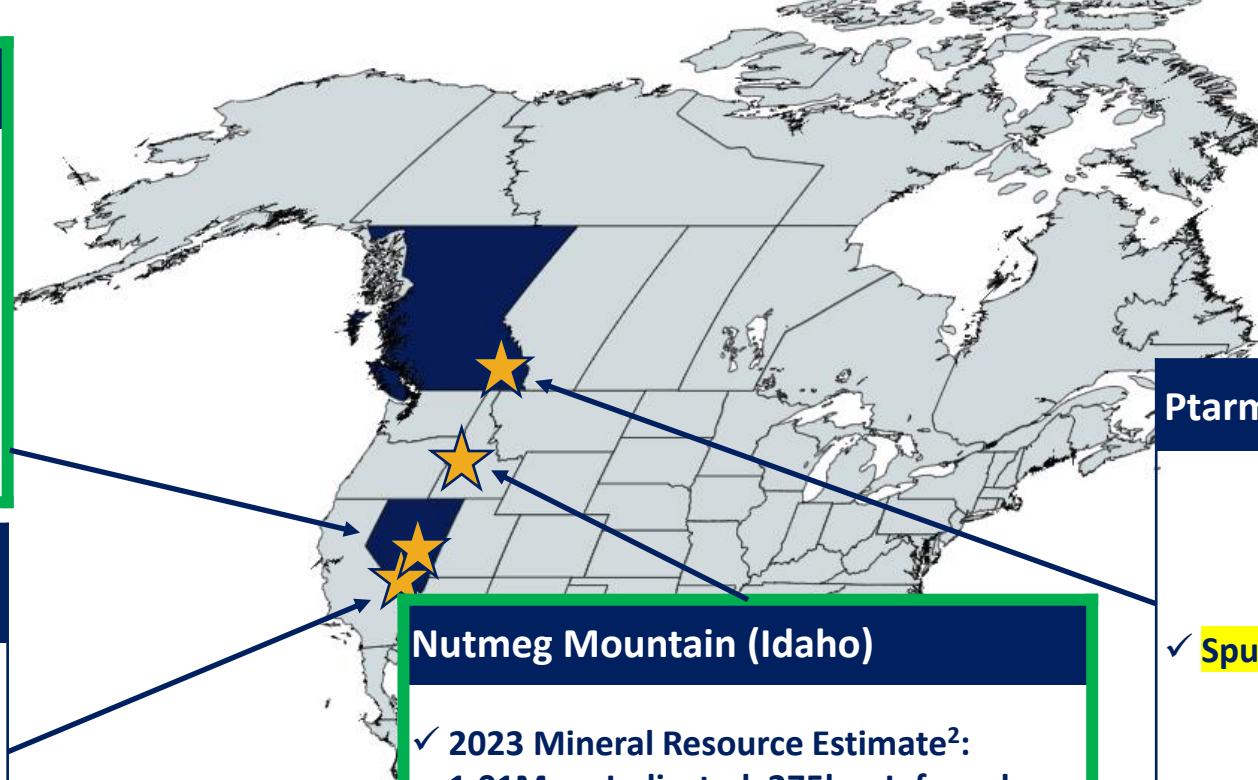 Ptarm
Nutmeg Mountain (Idaho)
✓ Spu
✓ 2023 Mineral Resource Estimate²: